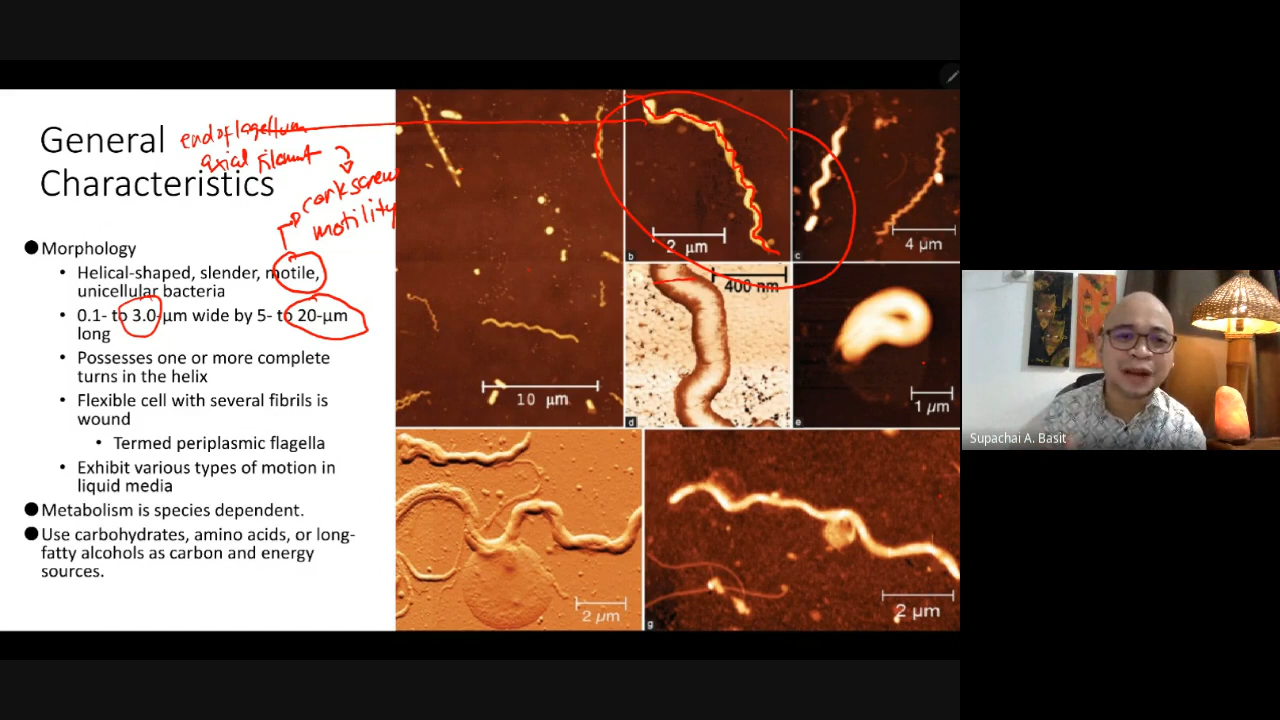 General
endoflagellum
axial filament
Characteristics
corkscrew
motility
● Morphology
• Helical-shaped, slender, motile,
unicellular bacteria
• 0.1- to 3.0-µm wide by 5- to 20-µm
long
• Possesses one or more complete
turns in the helix
• Flexible cell with several fibrils is
wound
• Termed periplasmic flagella
• Exhibit various types of motion in
liquid media
● Metabolism is species dependent.
● Use carbohydrates, amino acids, or long-
fatty alcohols as carbon and energy
sources.
10 µm
2 µm
b
4 µm
c
400 nm
d
1 µm
e
2 µm
2 µm
g
Supachai A. Basit